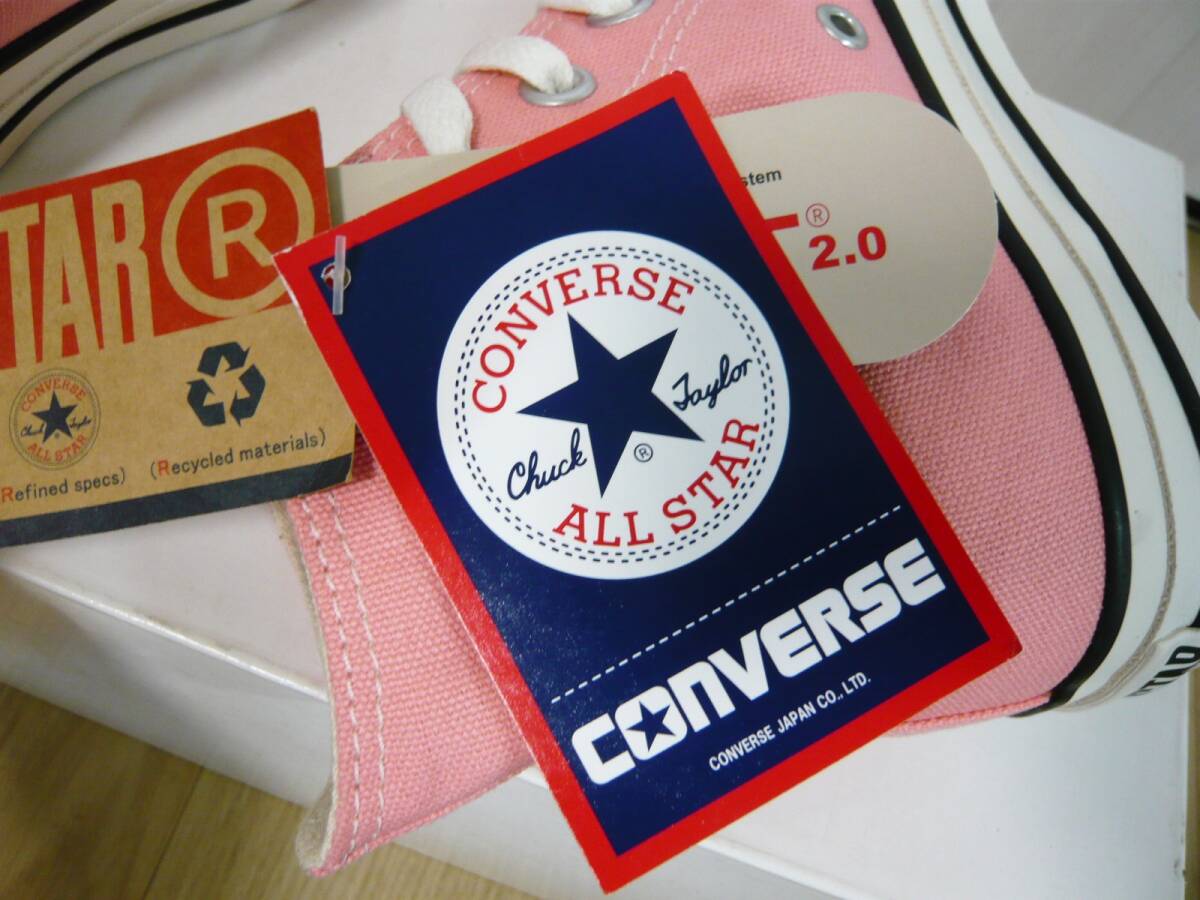 TAR ®
CONVERSE
Chuck Taylor
ALL STAR
Refined specs) (Recycled materials)
CONVERSE
Chuck Taylor
®
ALL STAR
CONVERSE
CONVERSE JAPAN CO., LTD.
stem
®
2.0